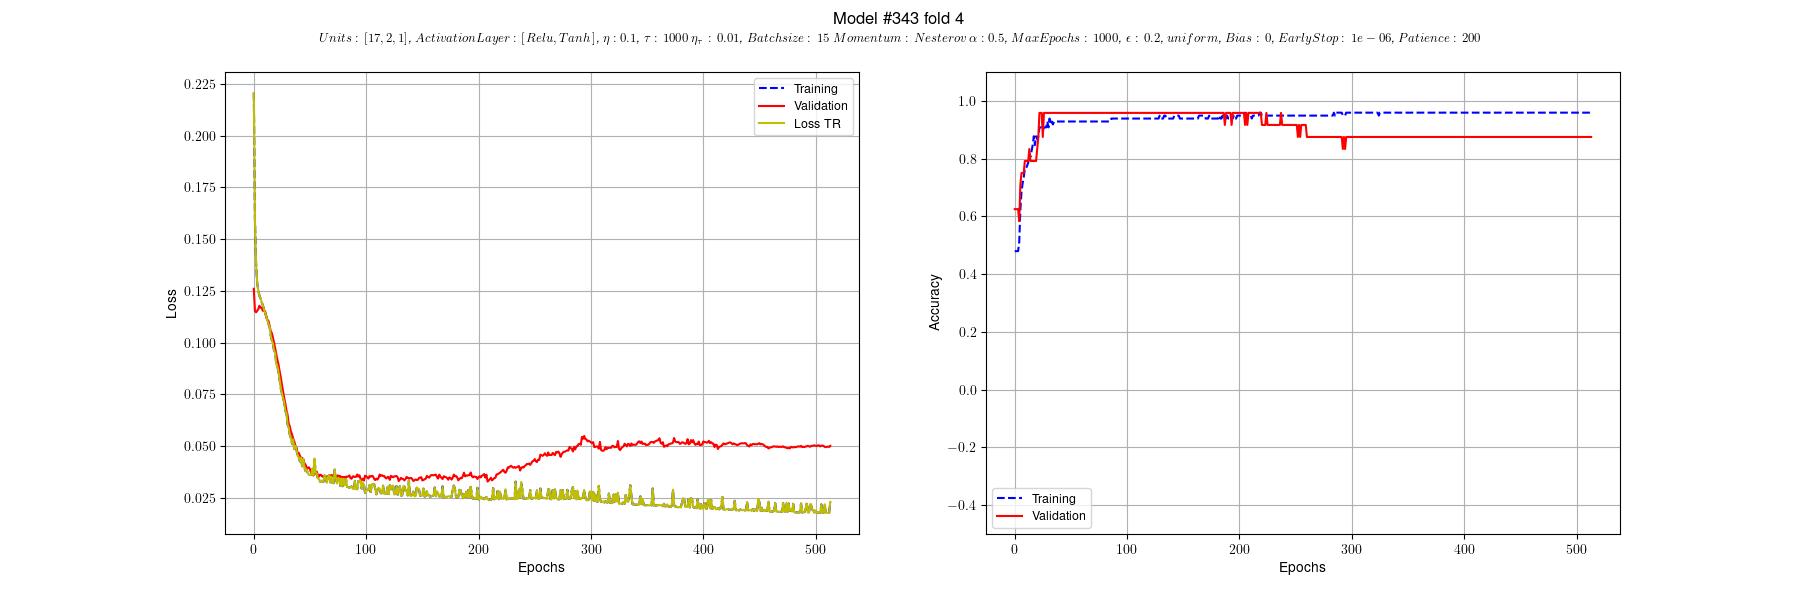 Model #343 fold 4
Units : [17, 2, 1], ActivationLayer : [Relu, Tanh], η : 0.1, τ : 1000 ητ : 0.01, Batchsize : 15 Momentum : Nesterov α : 0.5, MaxEpochs : 1000, ϵ : 0.2, uniform, Bias : 0, EarlyStop : 1e − 06, Patience : 200
0.225
0.200
0.175
0.150
0.125
0.100
0.075
0.050
0.025
Loss
0 100 200 300 400 500
Epochs
Training
Validation
Loss TR
1.0
0.8
0.6
0.4
0.2
0.0
−0.2
−0.4
Accuracy
0 100 200 300 400 500
Epochs
Training
Validation